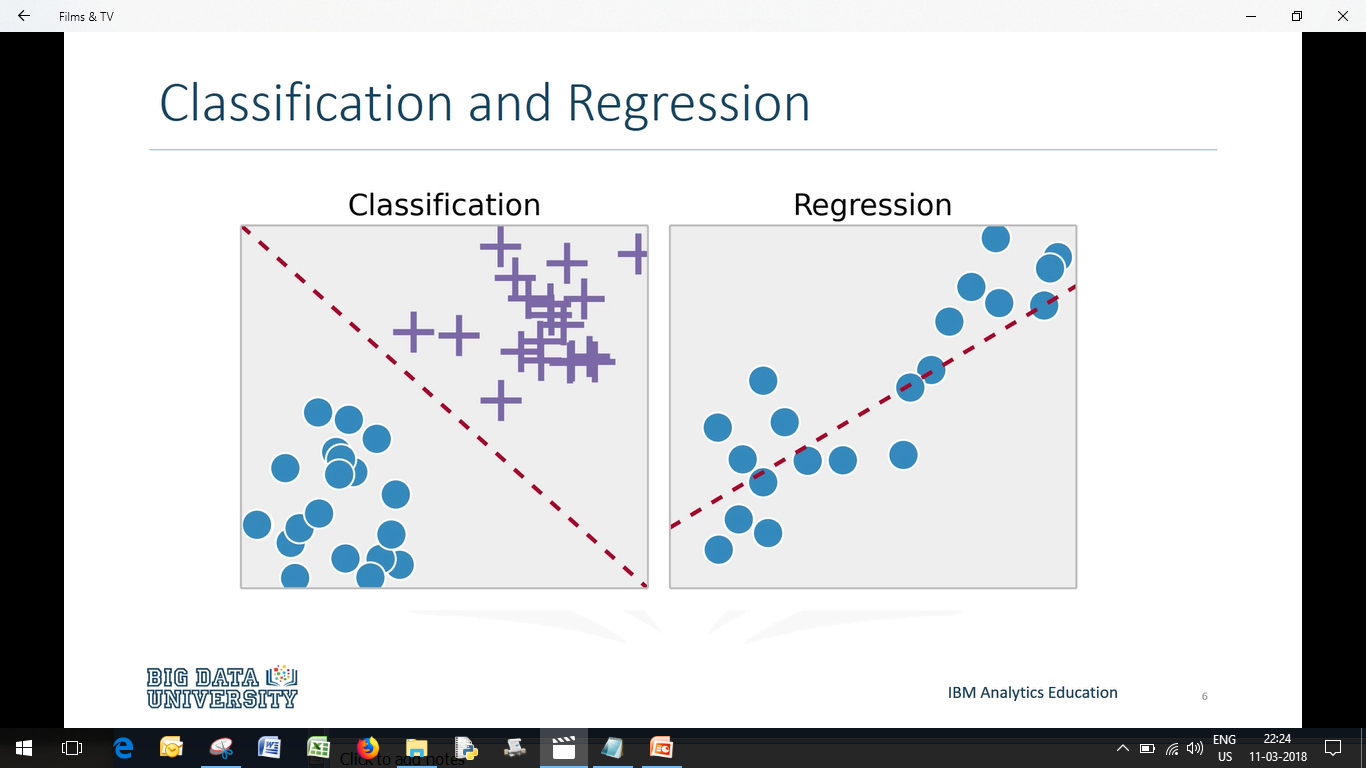 Films & TV
Classification and Regression
Classification
Regression
BIG DATA
UNIVERSITY
IBM Analytics Education
6
Click to add notes
ENG
US
22:24
11-03-2018